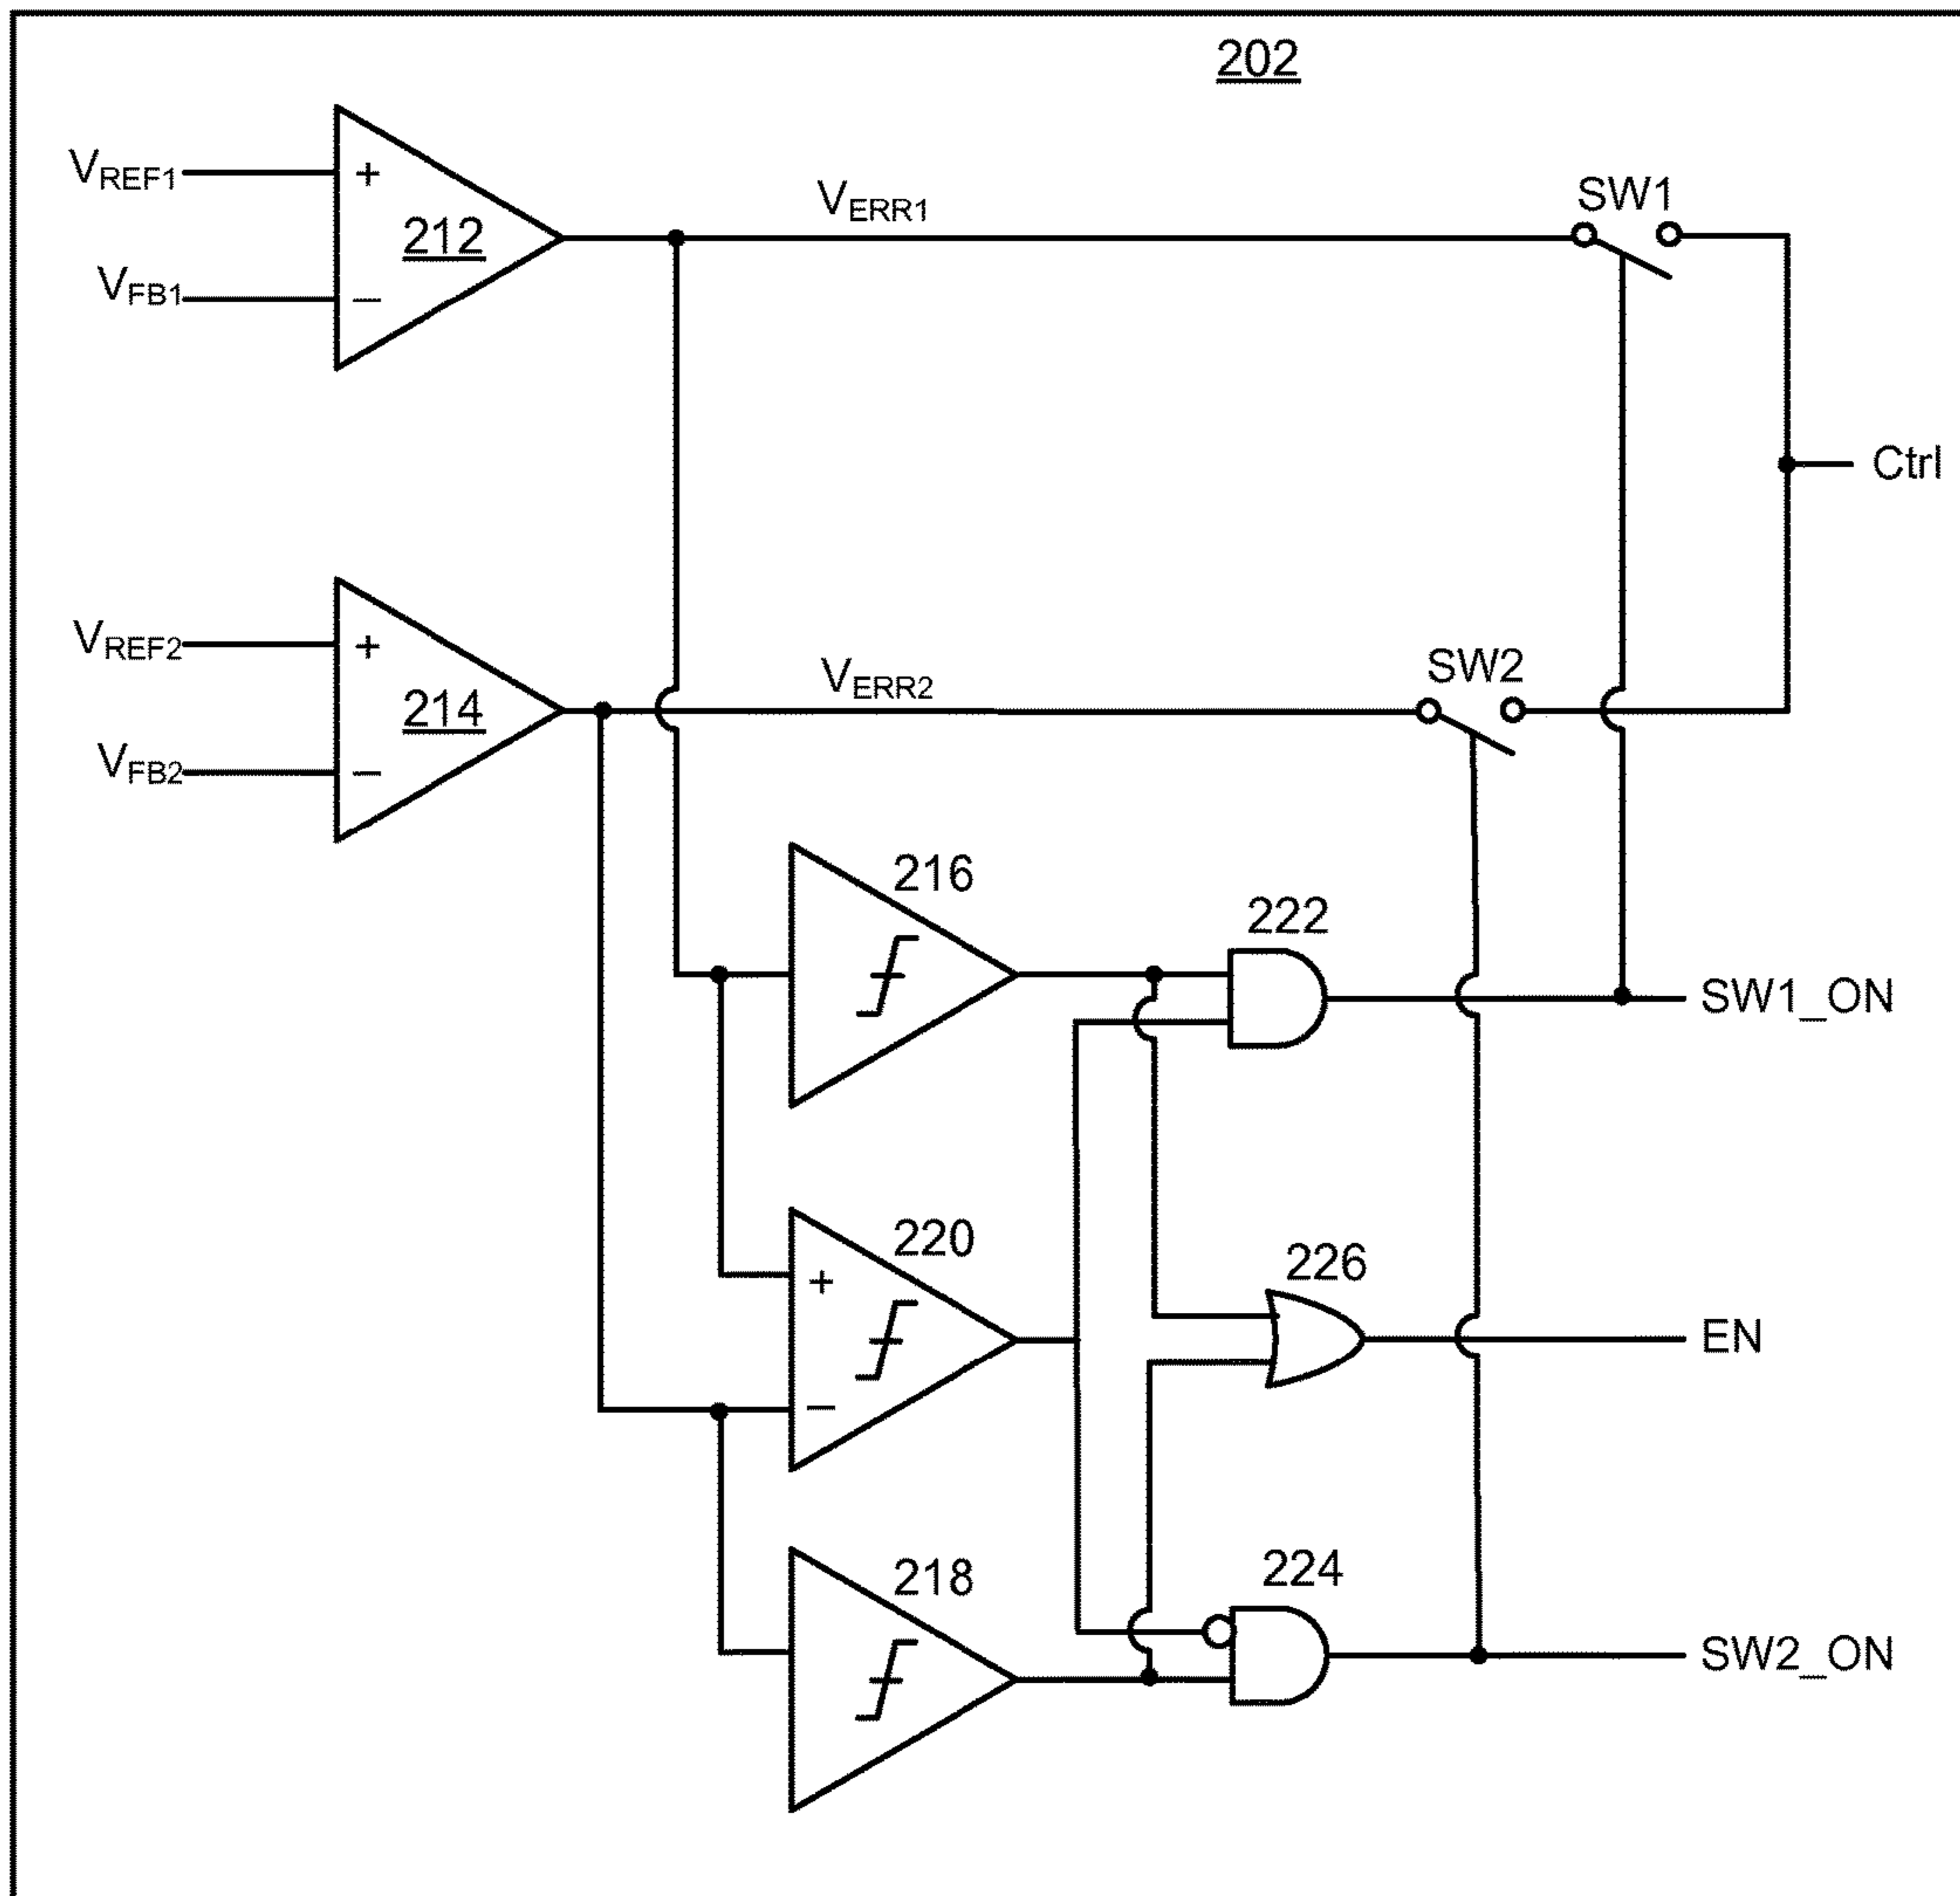 202
VREF1
+
212
VERR1
SW1
VFB1
−
Ctrl
VREF2
+
214
VERR2
SW2
VFB2
−
216
222
SW1_ON
220
+
226
EN
−
218
224
SW2_ON